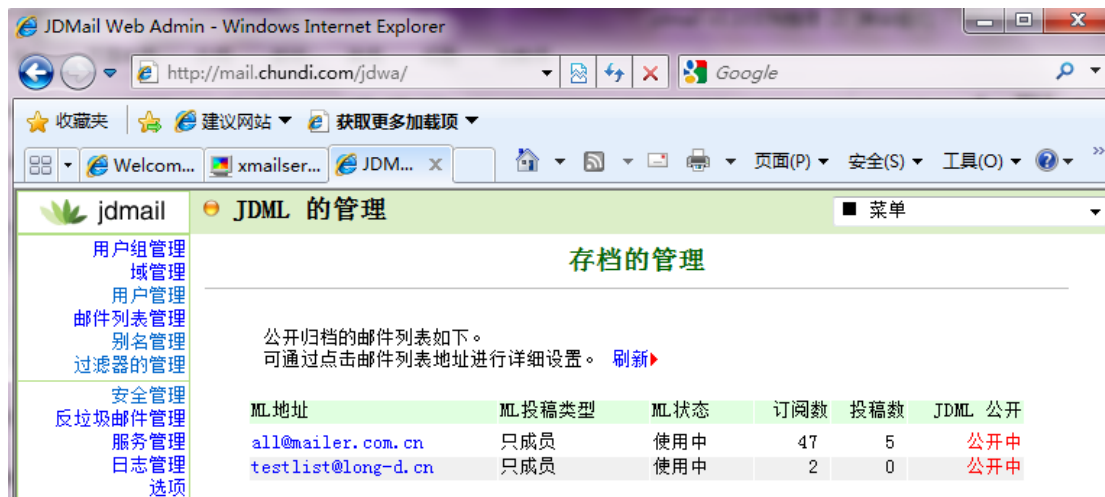 JDMail Web Admin - Windows Internet Explorer
http://mail.chundi.com/jdwa/
Google
收藏夹 建议网站 获取更多加载项
Welcom... xmailser... JDM... X 页面(P) 安全(S) 工具(O)
jdmail JDML 的管理 ■ 菜单
用户组管理
域管理
用户管理
邮件列表管理
别名管理
过滤器的管理
安全管理
反垃圾邮件管理
服务管理
日志管理
选项
存档的管理
公开归档的邮件列表如下。
可通过点击邮件列表地址进行详细设置。 刷新
ML地址 ML投稿类型 ML状态 订阅数 投稿数 JDML 公开
all@mailer.com.cn 只成员 使用中 47 5 公开中
testlist@long-d.cn 只成员 使用中 2 0 公开中